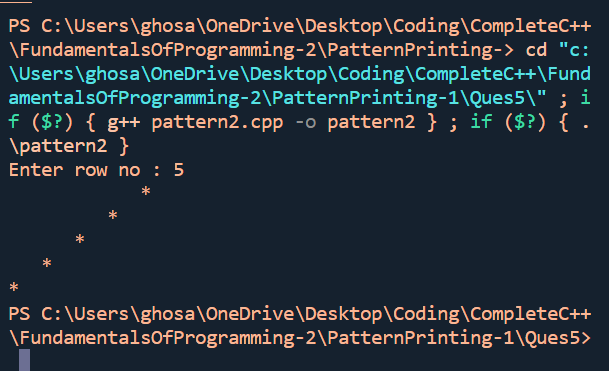 PS C:\Users\ghosa\OneDrive\Desktop\Coding\CompleteC++
\FundamentalsOfProgramming-2\PatternPrinting-> cd "c:
\Users\ghosa\OneDrive\Desktop\Coding\CompleteC++\Fund
amentalsOfProgramming-2\PatternPrinting-1\Ques5\" ; i
f ($?) { g++ pattern2.cpp -o pattern2 } ; if ($?) { .
\pattern2 }
Enter row no : 5
            *
         *
      *
   *
*
PS C:\Users\ghosa\OneDrive\Desktop\Coding\CompleteC++
\FundamentalsOfProgramming-2\PatternPrinting-1\Ques5>